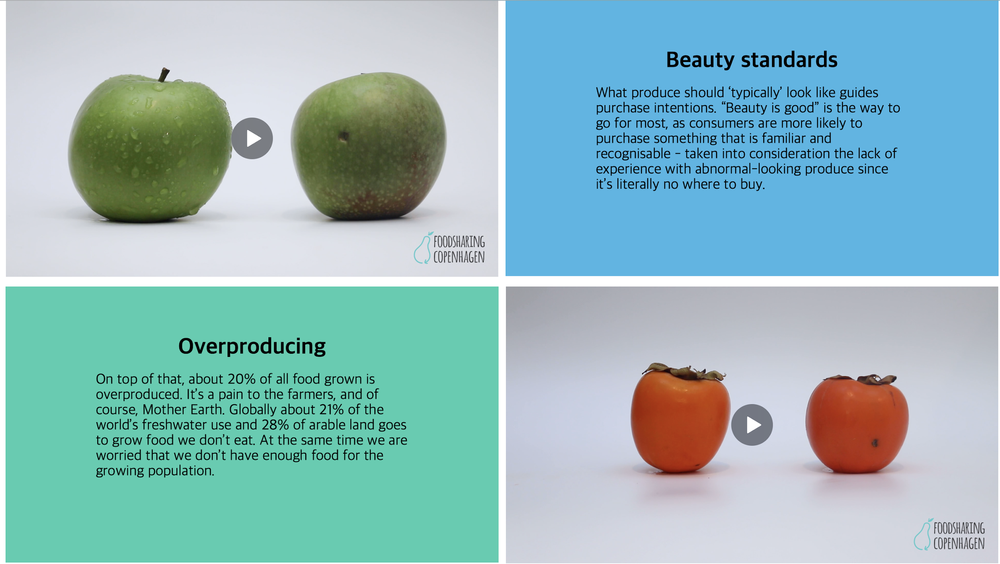 FOODSHARING
COPENHAGEN
Beauty standards
What produce should ‘typically’ look like guides
purchase intentions. “Beauty is good” is the way to
go for most, as consumers are more likely to
purchase something that is familiar and
recognisable - taken into consideration the lack of
experience with abnormal-looking produce since
it’s literally no where to buy.
Overproducing
On top of that, about 20% of all food grown is
overproduced. It’s a pain to the farmers, and of
course, Mother Earth. Globally about 21% of the
world’s freshwater use and 28% of arable land goes
to grow food we don’t eat. At the same time we are
worried that we don’t have enough food for the
growing population.
FOODSHARING
COPENHAGEN